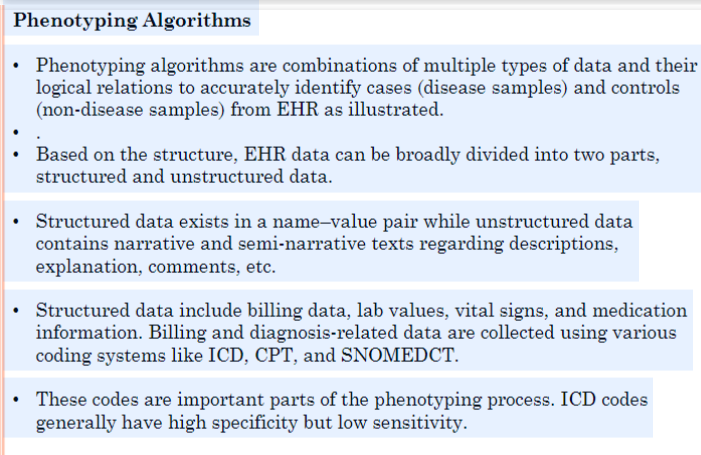 Phenotyping Algorithms
• Phenotyping algorithms are combinations of multiple types of data and their
logical relations to accurately identify cases (disease samples) and controls
(non-disease samples) from EHR as illustrated.
• .
• Based on the structure, EHR data can be broadly divided into two parts,
structured and unstructured data.
• Structured data exists in a name–value pair while unstructured data
contains narrative and semi-narrative texts regarding descriptions,
explanation, comments, etc.
• Structured data include billing data, lab values, vital signs, and medication
information. Billing and diagnosis-related data are collected using various
coding systems like ICD, CPT, and SNOMEDCT.
• These codes are important parts of the phenotyping process. ICD codes
generally have high specificity but low sensitivity.